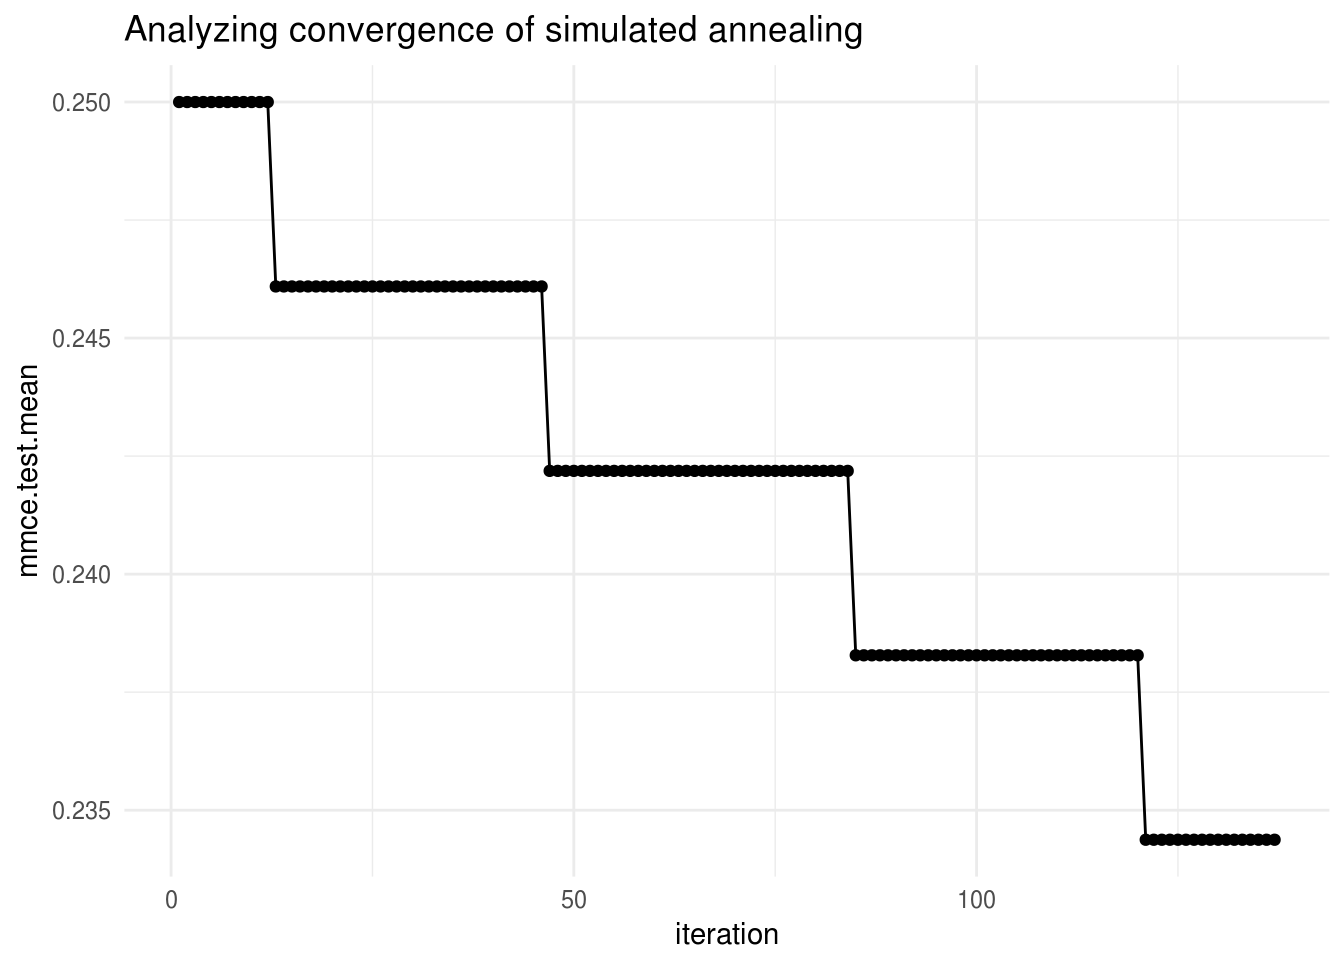 Analyzing convergence of simulated annealing
mmce.test.mean
0.250
0.245
0.240
0.235
0
50
100
iteration